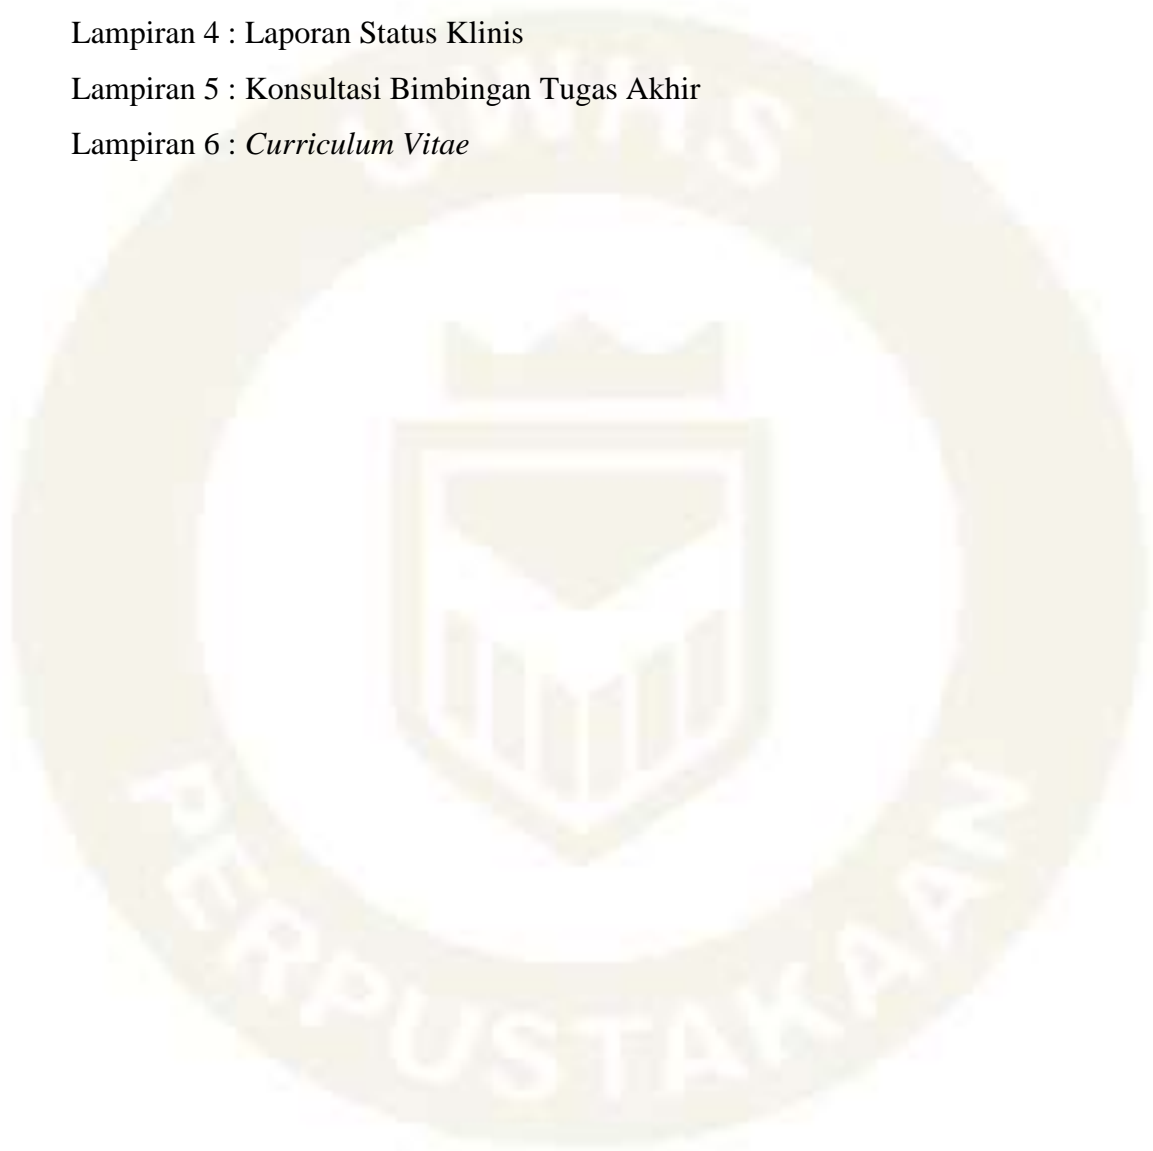 Lampiran 4 : Laporan Status Klinis
Lampiran 5 : Konsultasi Bimbingan Tugas Akhir
Lampiran 6 : Curriculum Vitae
PERPUSTAKAAN